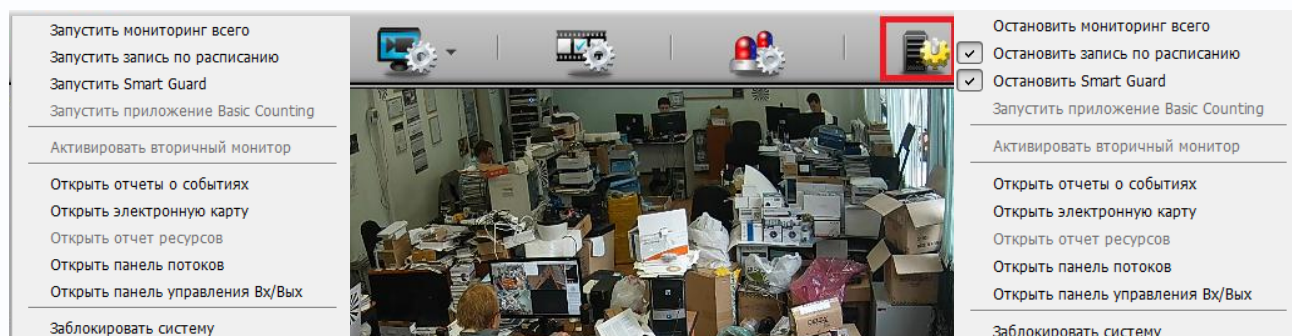 Запустить мониторинг всего
Запустить запись по расписанию
Запустить Smart Guard
Запустить приложение Basic Counting
Активировать вторичный монитор
Открыть отчеты о событиях
Открыть электронную карту
Открыть отчет ресурсов
Открыть панель потоков
Открыть панель управления Вх/Вых
Заблокировать систему
Остановить мониторинг всего
Остановить запись по расписанию
Остановить Smart Guard
Запустить приложение Basic Counting
Активировать вторичный монитор
Открыть отчеты о событиях
Открыть электронную карту
Открыть отчет ресурсов
Открыть панель потоков
Открыть панель управления Вх/Вых
Заблокировать систему